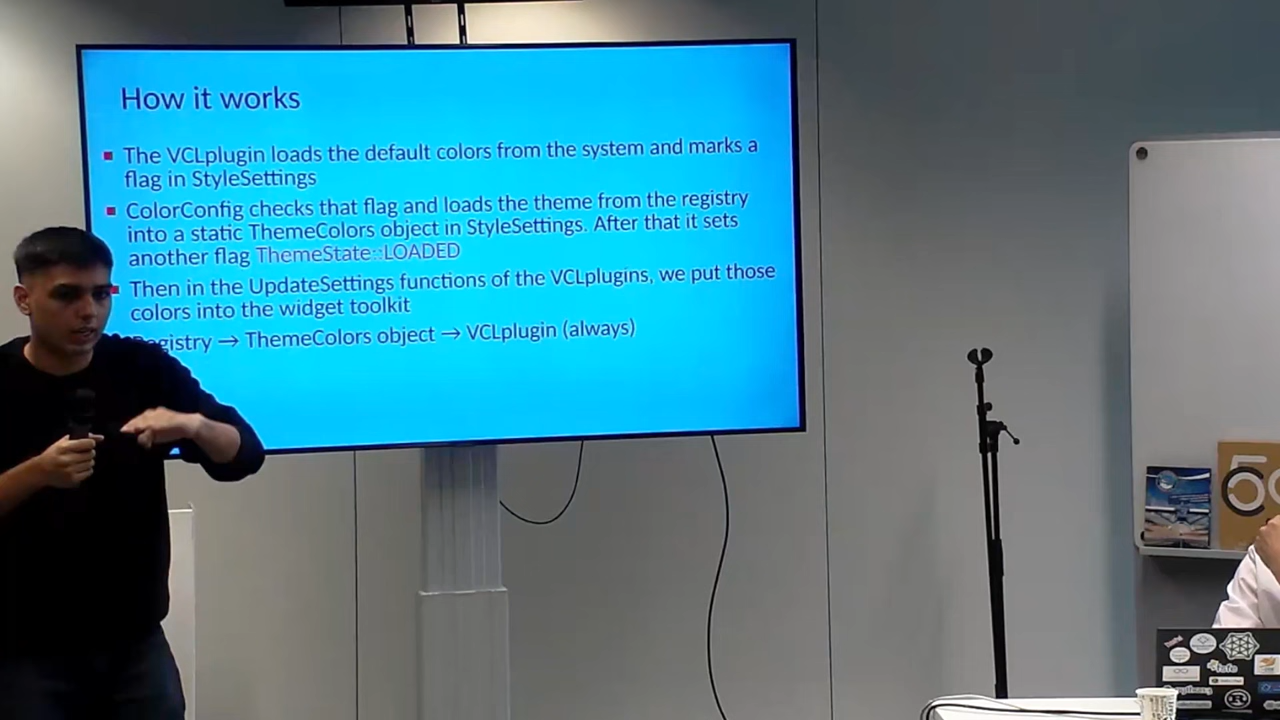 How it works
The VCLplugin loads the default colors from the system and marks a
flag in StyleSettings
ColorConfig checks that flag and loads the theme from the registry
into a static ThemeColors object in StyleSettings. After that it sets
another flag ThemeState::LOADED
Then in the UpdateSettings functions of the VCLplugins, we put those
colors into the widget toolkit
Registry → ThemeColors object → VCLplugin (always)